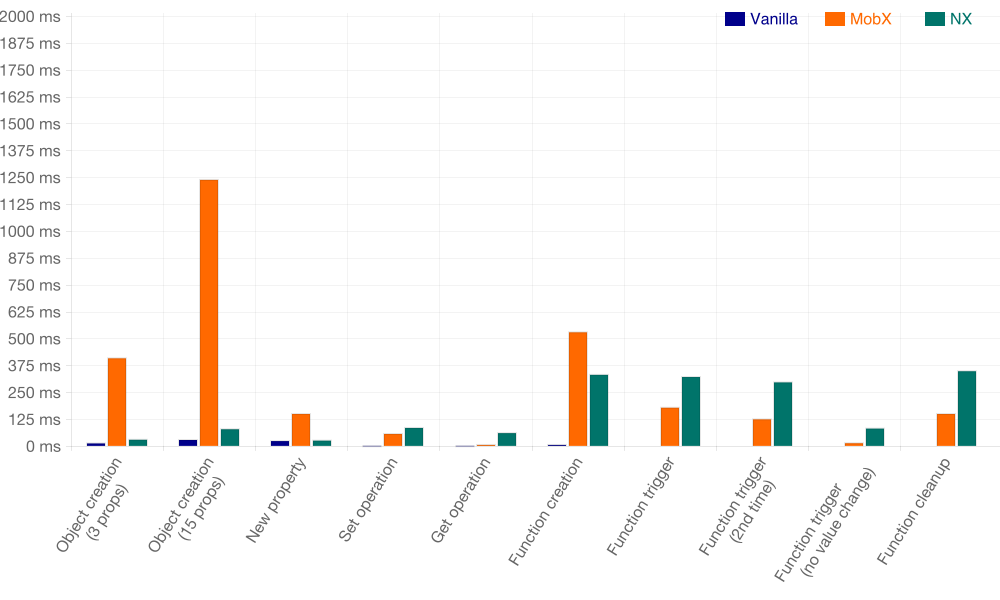 2000 ms
Vanilla
MobX
NX
1875 ms
1750 ms
1625 ms
1500 ms
1375 ms
1250 ms
1125 ms
1000 ms
875 ms
750 ms
625 ms
500 ms
375 ms
250 ms
125 ms
0 ms
Object creation
(3 props)
Object creation
(15 props)
New property
Set operation
Get operation
Function creation
Function trigger
Function trigger
(2nd time)
Function trigger
(no value change)
Function cleanup